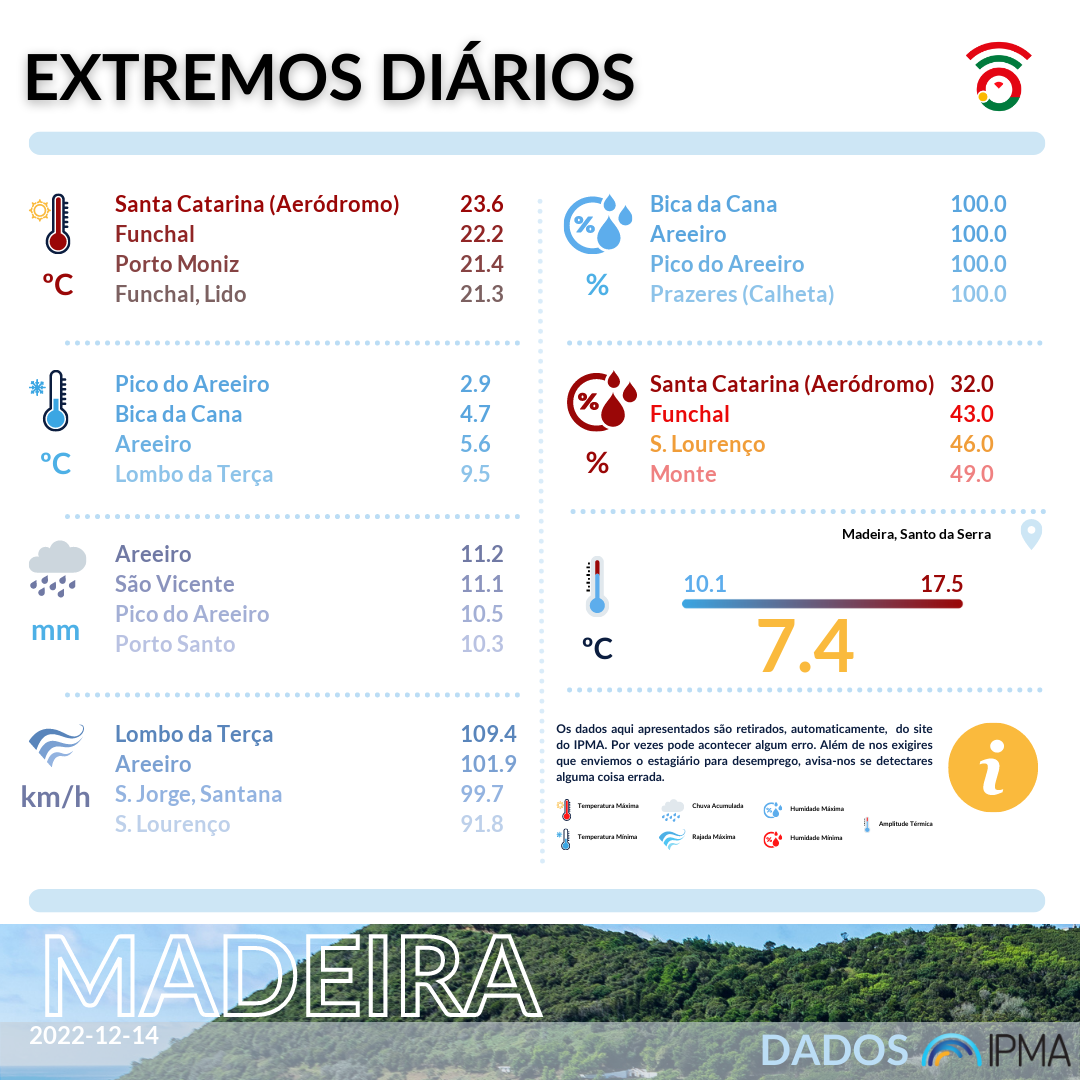 EXTREMOS DIÁRIOS
Santa Catarina (Aeródromo) 23.6
Funchal 22.2
Porto Moniz 21.4
Funchal, Lido 21.3
ºC
Pico do Areeiro 2.9
Bica da Cana 4.7
Areeiro 5.6
Lombo da Terça 9.5
ºC
Areeiro 11.2
São Vicente 11.1
Pico do Areeiro 10.5
Porto Santo 10.3
mm
Lombo da Terça 109.4
Areeiro 101.9
S. Jorge, Santana 99.7
S. Lourenço 91.8
km/h
%
Bica da Cana 100.0
Areeiro 100.0
Pico do Areeiro 100.0
Prazeres (Calheta) 100.0
%
%
Santa Catarina (Aeródromo) 32.0
Funchal 43.0
S. Lourenço 46.0
Monte 49.0
%
Madeira, Santo da Serra
10.1 17.5
7.4
ºC
Os dados aqui apresentados são retirados, automaticamente, do site
do IPMA. Por vezes pode acontecer algum erro. Além de nos exigires
que enviemos o estagiário para desemprego, avisa-nos se detectares
alguma coisa errada.
i
Temperatura Máxima
Chuva Acumulada
Humidade Máxima
Amplitude Térmica
Temperatura Mínima
Rajada Máxima
Humidade Mínima
MADEIRA
2022-12-14
DADOS IPMA